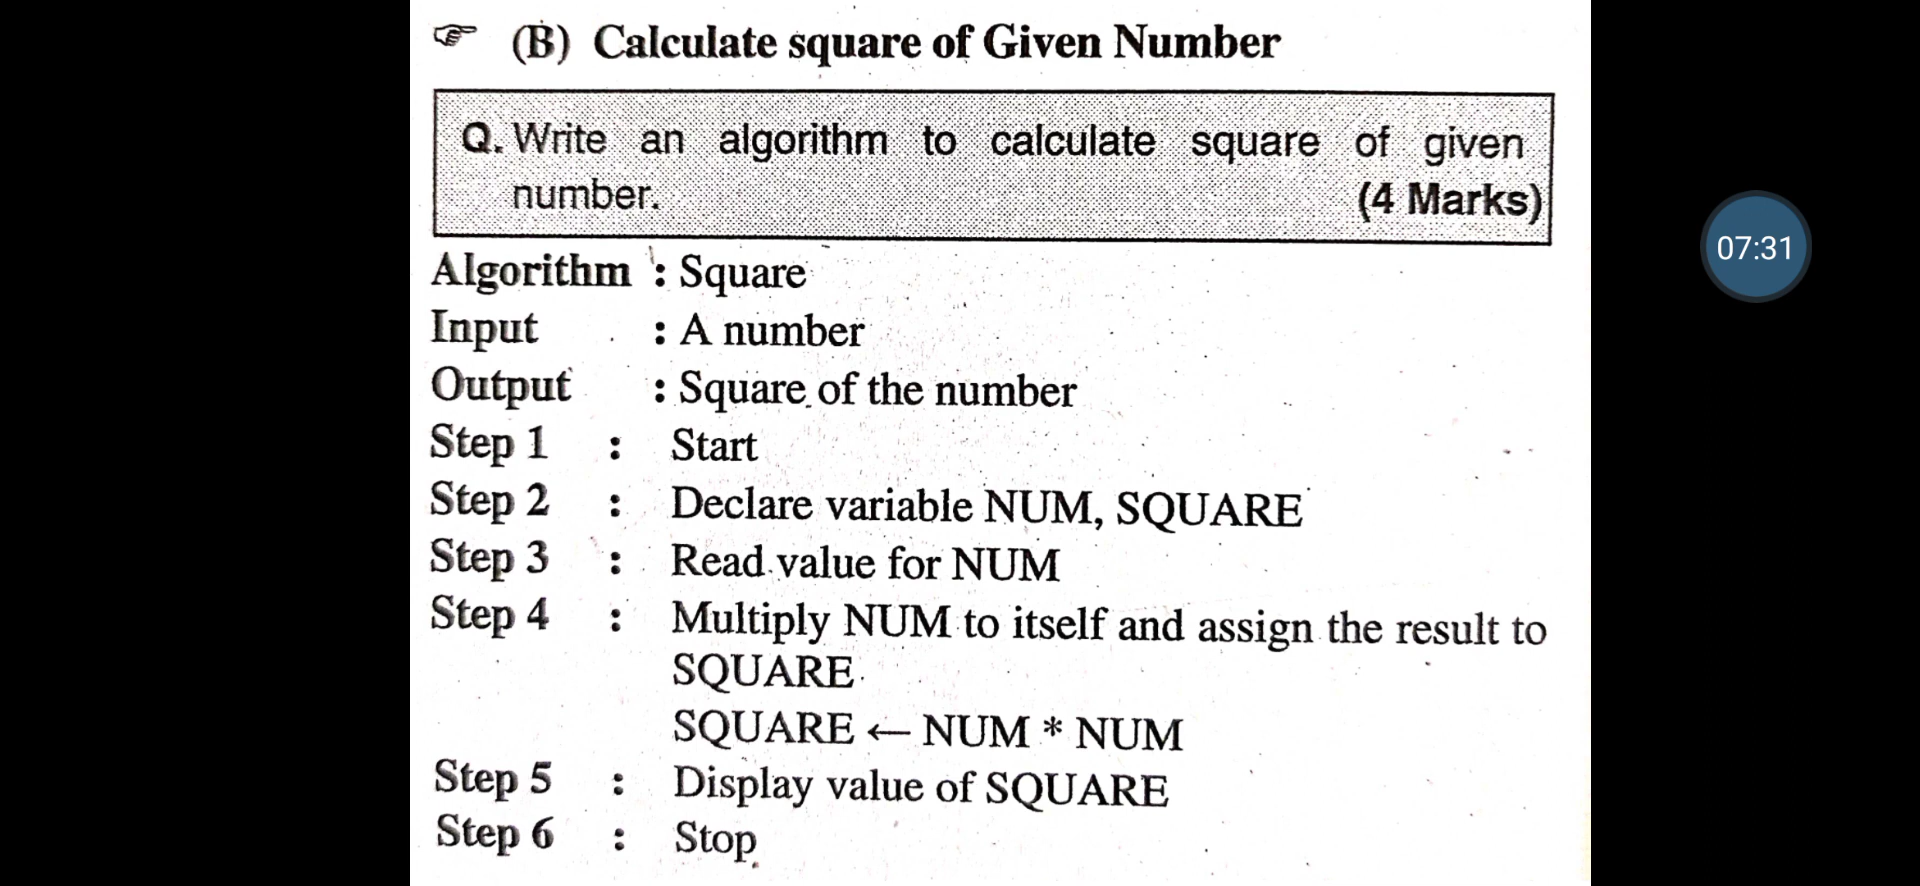 ☞ (B) Calculate square of Given Number
Q. Write an algorithm to calculate square of given
number. (4 Marks)
Algorithm : Square
Input : A number
Output : Square of the number
Step 1 : Start
Step 2 : Declare variable NUM, SQUARE
Step 3 : Read value for NUM
Step 4 : Multiply NUM to itself and assign the result to
SQUARE
SQUARE ← NUM * NUM
Step 5 : Display value of SQUARE
Step 6 : Stop
07:31